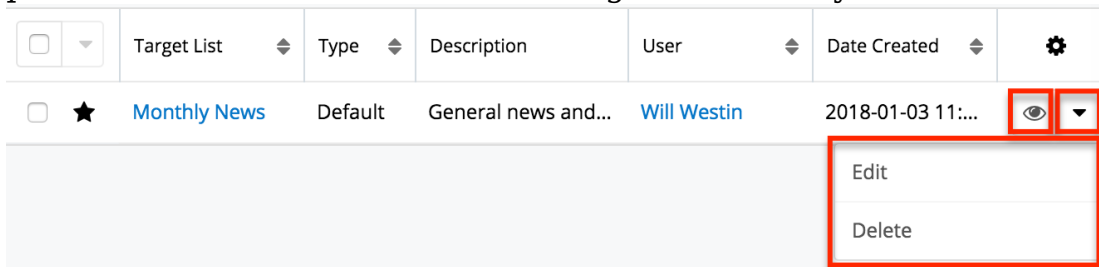 Target List Type Description User Date Created
Monthly News Default General news and... Will Westin 2018-01-03 11:...
Edit
Delete